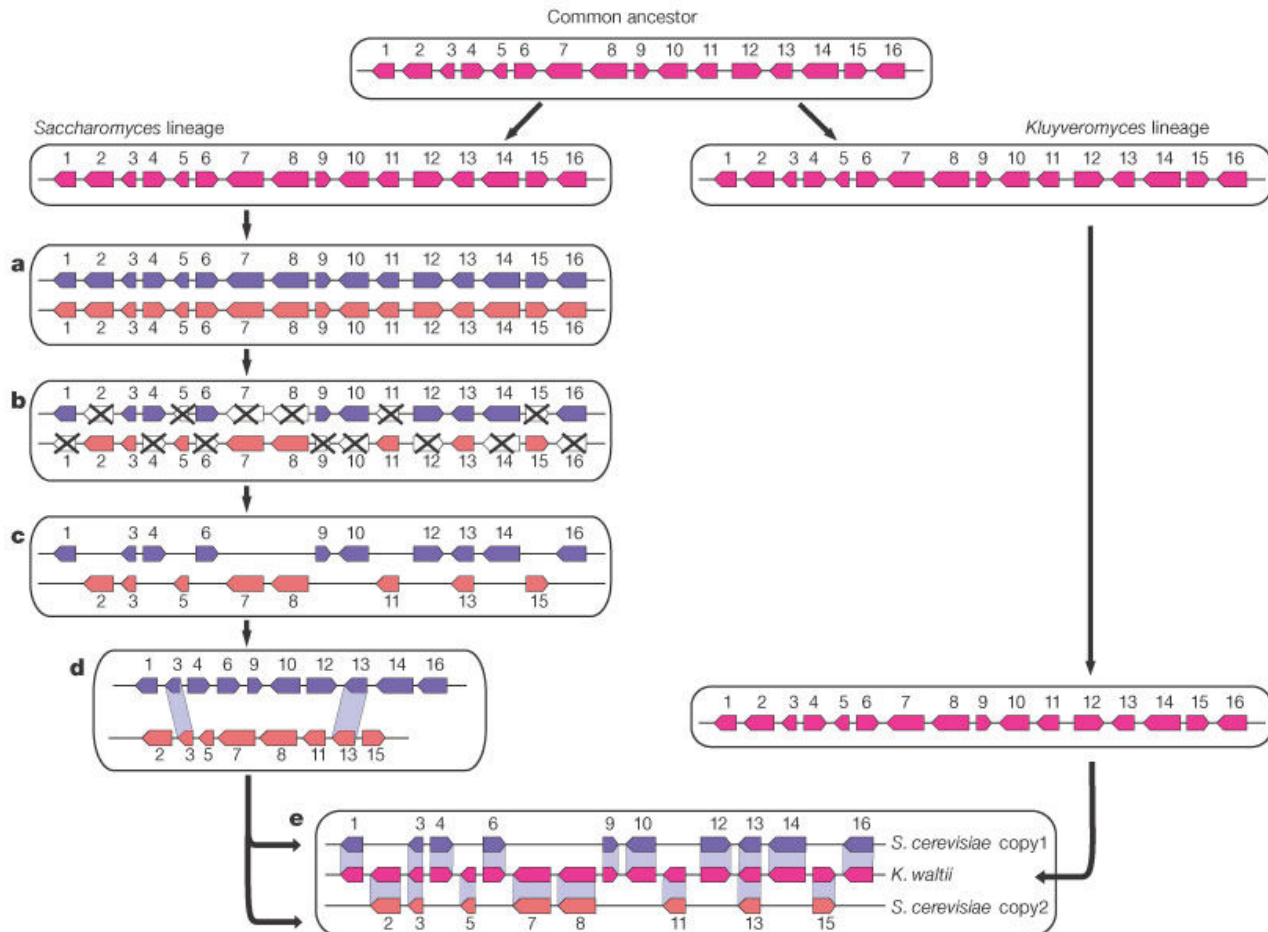 Common ancestor
1 2 3 4 5 6 7 8 9 10 11 12 13 14 15 16
Saccharomyces lineage
Kluyveromyces lineage
1 2 3 4 5 6 7 8 9 10 11 12 13 14 15 16
1 2 3 4 5 6 7 8 9 10 11 12 13 14 15 16
a
1 2 3 4 5 6 7 8 9 10 11 12 13 14 15 16
1 2 3 4 5 6 7 8 9 10 11 12 13 14 15 16
b
1 2 3 4 5 6 7 8 9 10 11 12 13 14 15 16
1 2 3 4 5 6 7 8 9 10 11 12 13 14 15 16
c
1 3 4 6 9 10 12 13 14 16
2 3 5 7 8 11 13 15
d
1 3 4 6 9 10 12 13 14 16
2 3 5 7 8 11 13 15
1 2 3 4 5 6 7 8 9 10 11 12 13 14 15 16
e
1 3 4 6 9 10 12 13 14 16
S. cerevisiae copy1
K. waltii
S. cerevisiae copy2
2 3 5 7 8 11 13 15